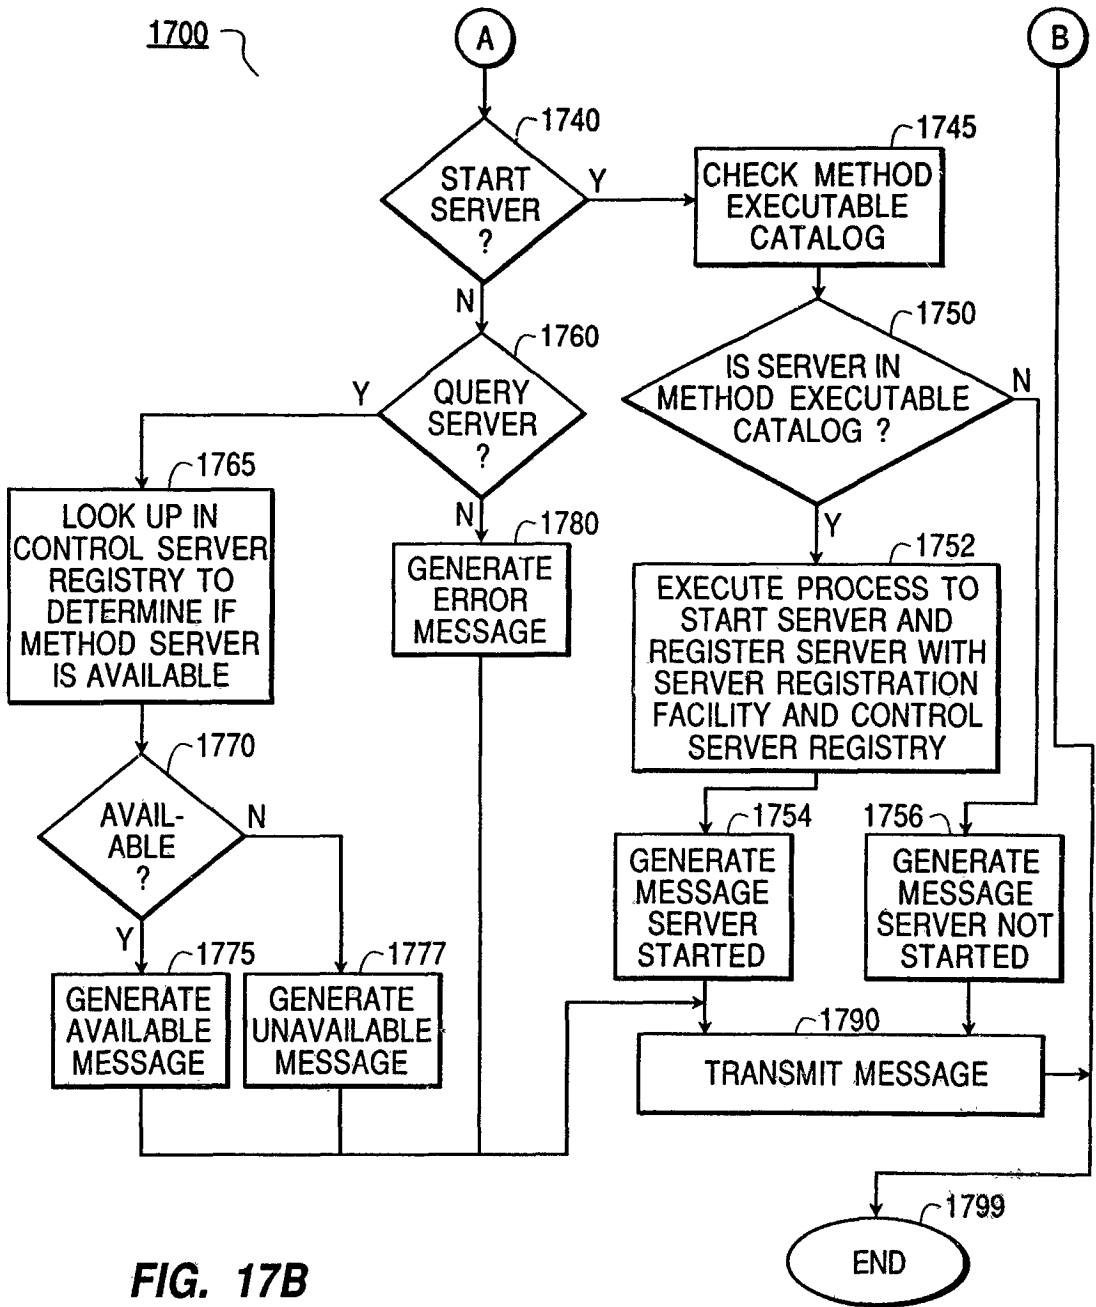 1700
A
B
1740
START
SERVER
?
Y
N
1745
CHECK METHOD
EXECUTABLE
CATALOG
1750
IS SERVER IN
METHOD EXECUTABLE
CATALOG ?
N
Y
1760
QUERY
SERVER
?
Y
N
1765
LOOK UP IN
CONTROL SERVER
REGISTRY TO
DETERMINE IF
METHOD SERVER
IS AVAILABLE
1780
GENERATE
ERROR
MESSAGE
1752
EXECUTE PROCESS TO
START SERVER AND
REGISTER SERVER WITH
SERVER REGISTRATION
FACILITY AND CONTROL
SERVER REGISTRY
1770
AVAIL-
ABLE
?
N
Y
1754
GENERATE
MESSAGE
SERVER
STARTED
1756
GENERATE
MESSAGE
SERVER NOT
STARTED
1775
GENERATE
AVAILABLE
MESSAGE
1777
GENERATE
UNAVAILABLE
MESSAGE
1790
TRANSMIT MESSAGE
1799
END
FIG. 17B